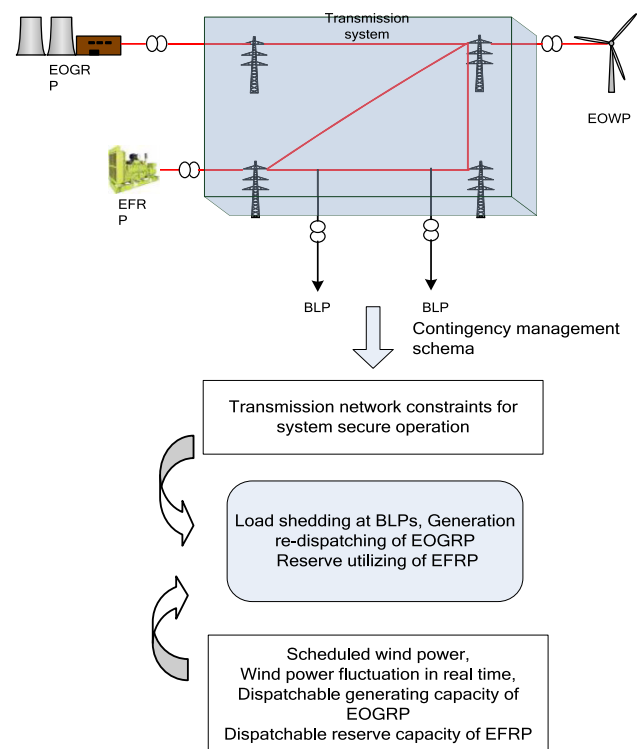 Transmission
system
EOGR
P
EOWP
EFR
P
BLP
BLP
Contingency management
schema
Transmission network constraints for
system secure operation
Load shedding at BLPs, Generation
re-dispatching of EOGRP
Reserve utilizing of EFRP
Scheduled wind power,
Wind power fluctuation in real time,
Dispatchable generating capacity of
EOGRP
Dispatchable reserve capacity of EFRP